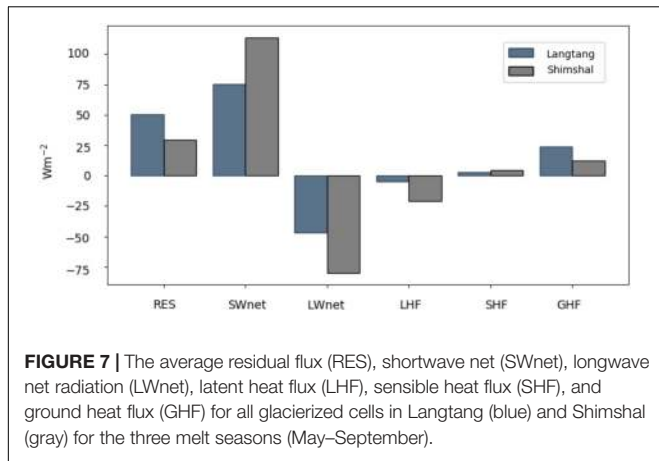 100
75
50
25
0
−25
−50
−75
Wm⁻²
Langtang
Shimshal
RES SWnet LWnet LHF SHF GHF
FIGURE 7 | The average residual flux (RES), shortwave net (SWnet), longwave
net radiation (LWnet), latent heat flux (LHF), sensible heat flux (SHF), and
ground heat flux (GHF) for all glacierized cells in Langtang (blue) and Shimshal
(gray) for the three melt seasons (May–September).